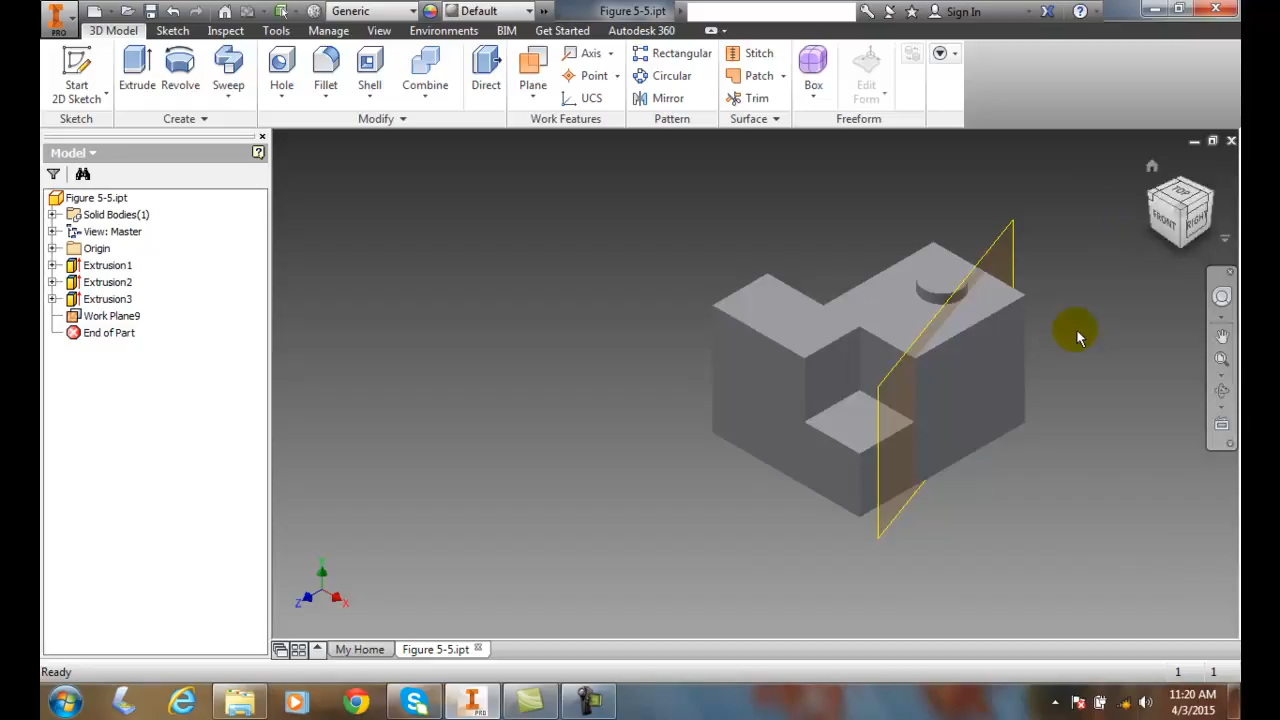 PRO
Generic
Default
Figure 5-5.ipt
Sign In
3D Model Sketch Inspect Tools Manage View Environments BIM Get Started Autodesk 360
Start
2D Sketch
Extrude
Revolve
Sweep
Hole
Fillet
Shell
Combine
Direct
Plane
Axis
Point
UCS
Rectangular
Circular
Mirror
Stitch
Patch
Trim
Box
Edit
Form
Sketch Create Modify Work Features Pattern Surface Freeform
Model
Figure 5-5.ipt
Solid Bodies(1)
View: Master
Origin
Extrusion1
Extrusion2
Extrusion3
Work Plane9
End of Part
TOP
FRONT
RIGHT
Z
X
My Home
Figure 5-5.ipt
Ready
1 1
PRO
11:20 AM
4/3/2015